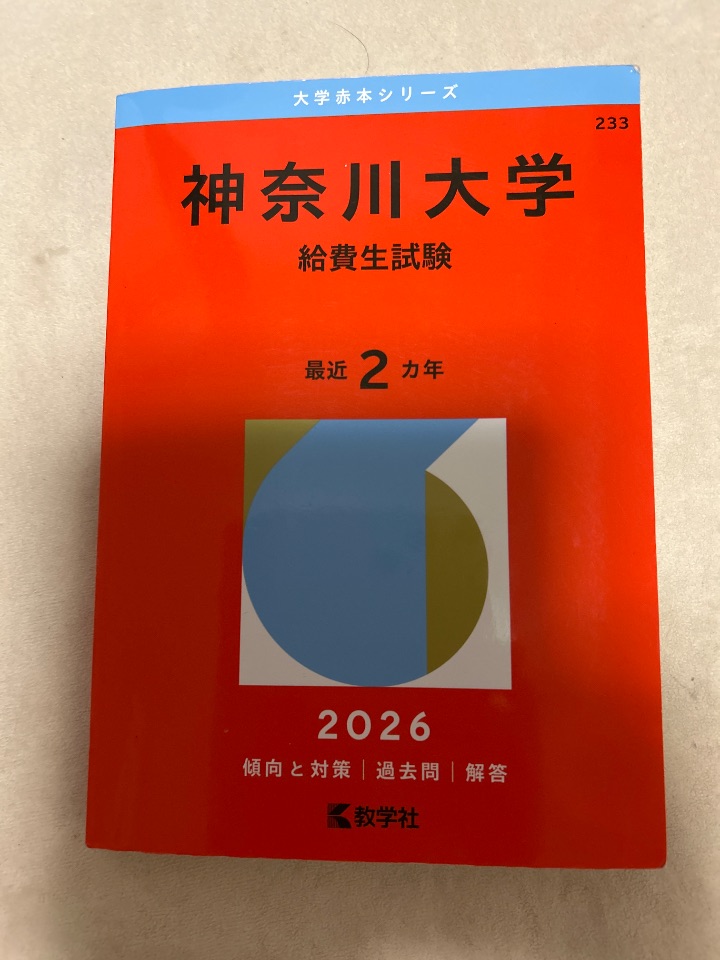 大学赤本シリーズ
233
神奈川大学
給費生試験
最近2カ年
2026
傾向と対策｜過去問｜解答
教学社